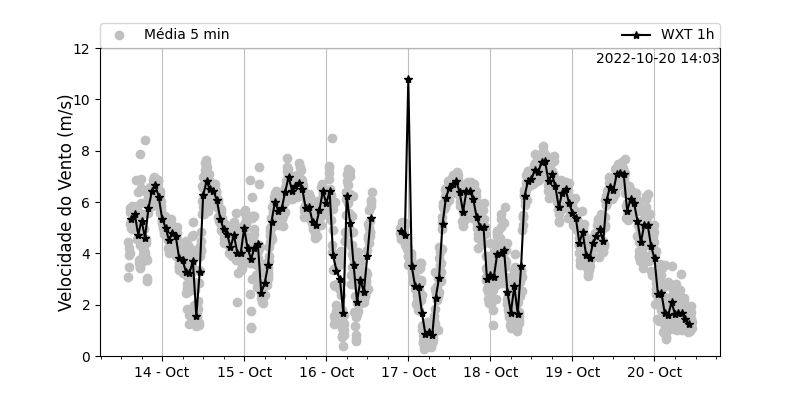 Média 5 min
WXT 1h
2022-10-20 14:03
Velocidade do Vento (m/s)
12
10
8
6
4
2
0
14 - Oct
15 - Oct
16 - Oct
17 - Oct
18 - Oct
19 - Oct
20 - Oct